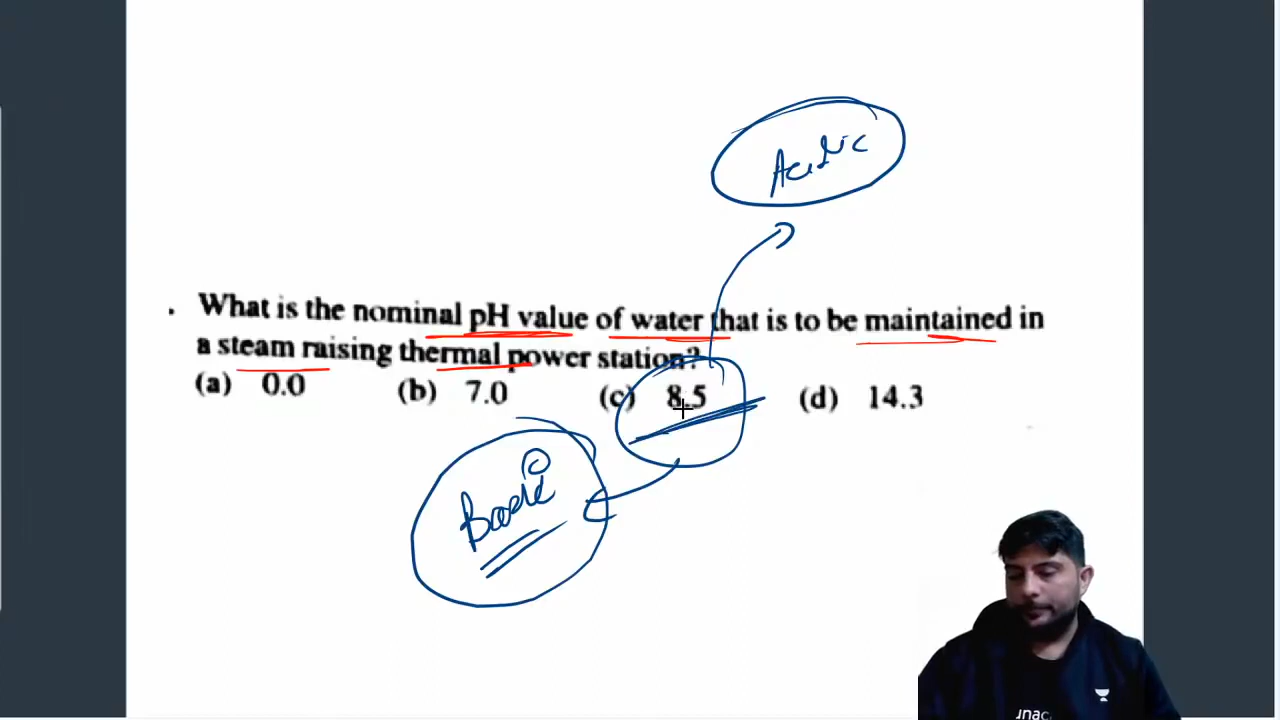 Acidic
. What is the nominal pH value of water that is to be maintained in
a steam raising thermal power station?
(a) 0.0 (b) 7.0 (c) 8.5 (d) 14.3
Basic
unac